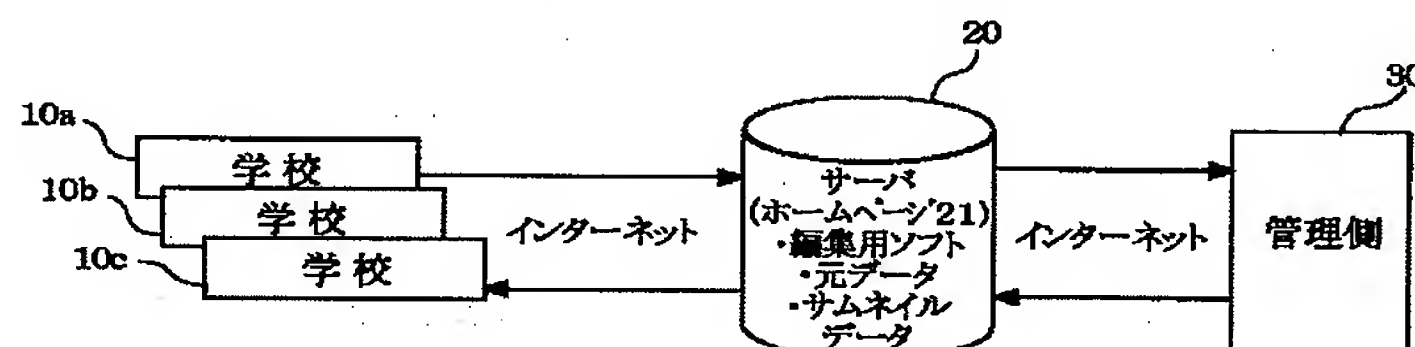 20
30
10a
学校
10b
学校
10c
学校
インターネット
サーバ
(ホームページ21)
・編集用ソフト
・元データ
・サムネイル
データ
インターネット
管理側